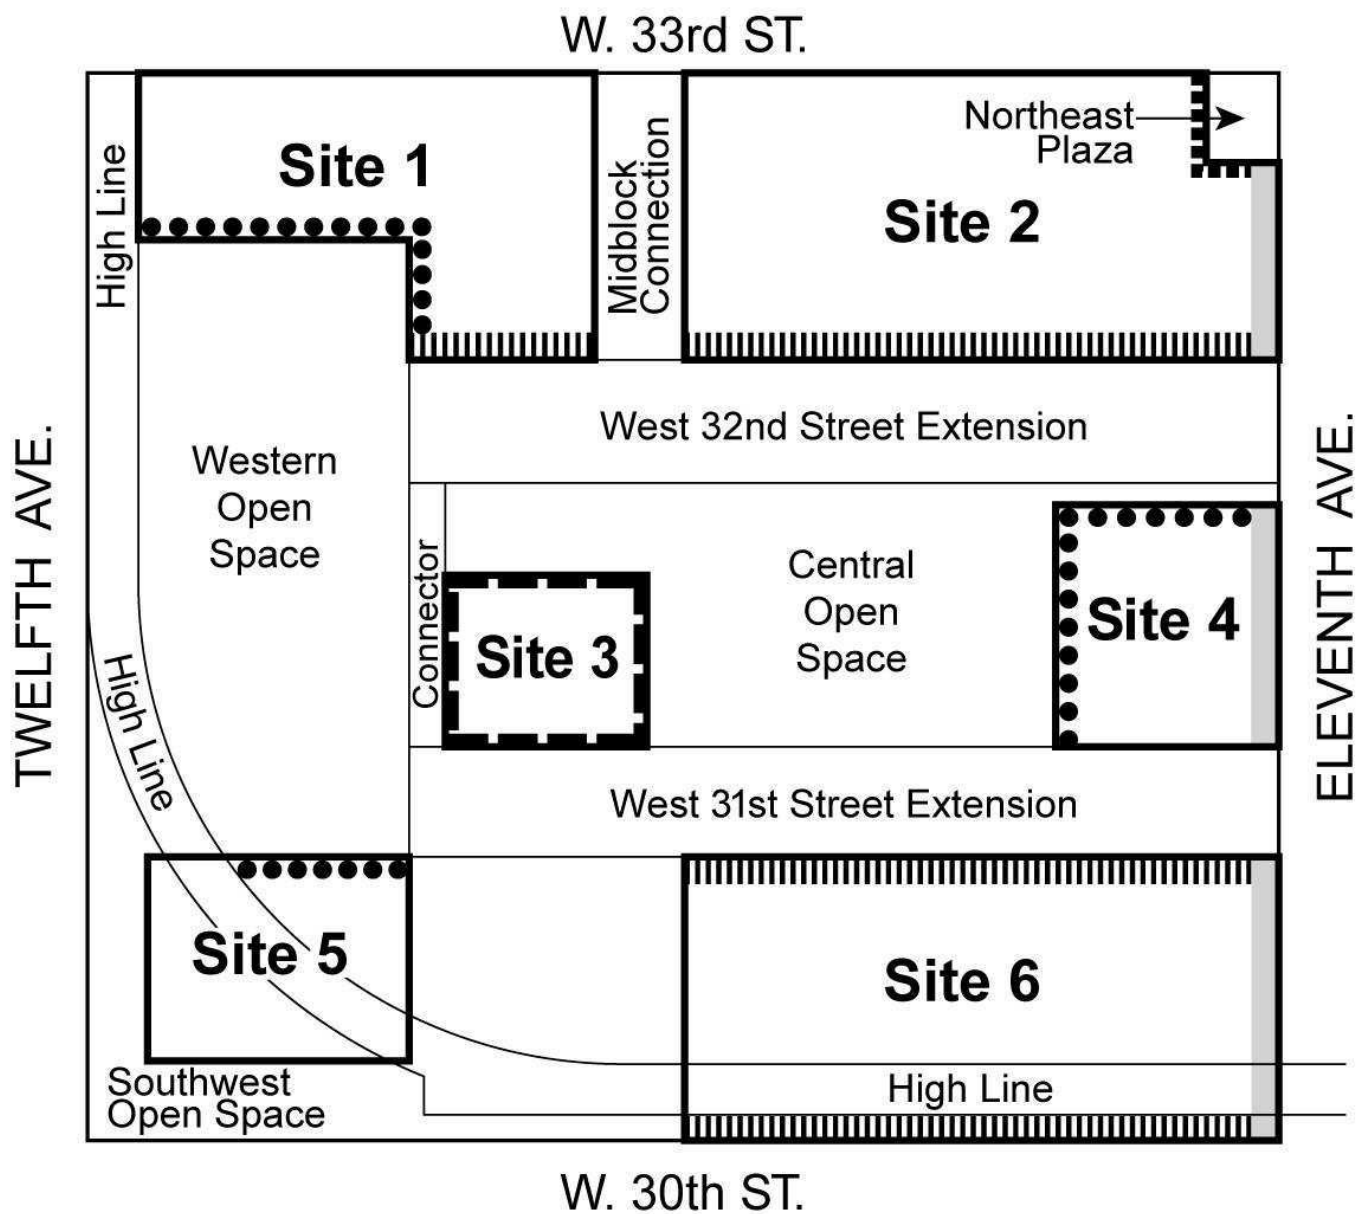 W. 33rd ST.
Northeast
Plaza
Site 1
High Line
Midblock
Connection
Site 2
West 32nd Street Extension
TWELFTH AVE.
ELEVENTH AVE.
Western
Open
Space
Connector
Central
Open
Space
Site 3
Site 4
High Line
West 31st Street Extension
Site 5
Site 6
Southwest
Open Space
High Line
W. 30th ST.